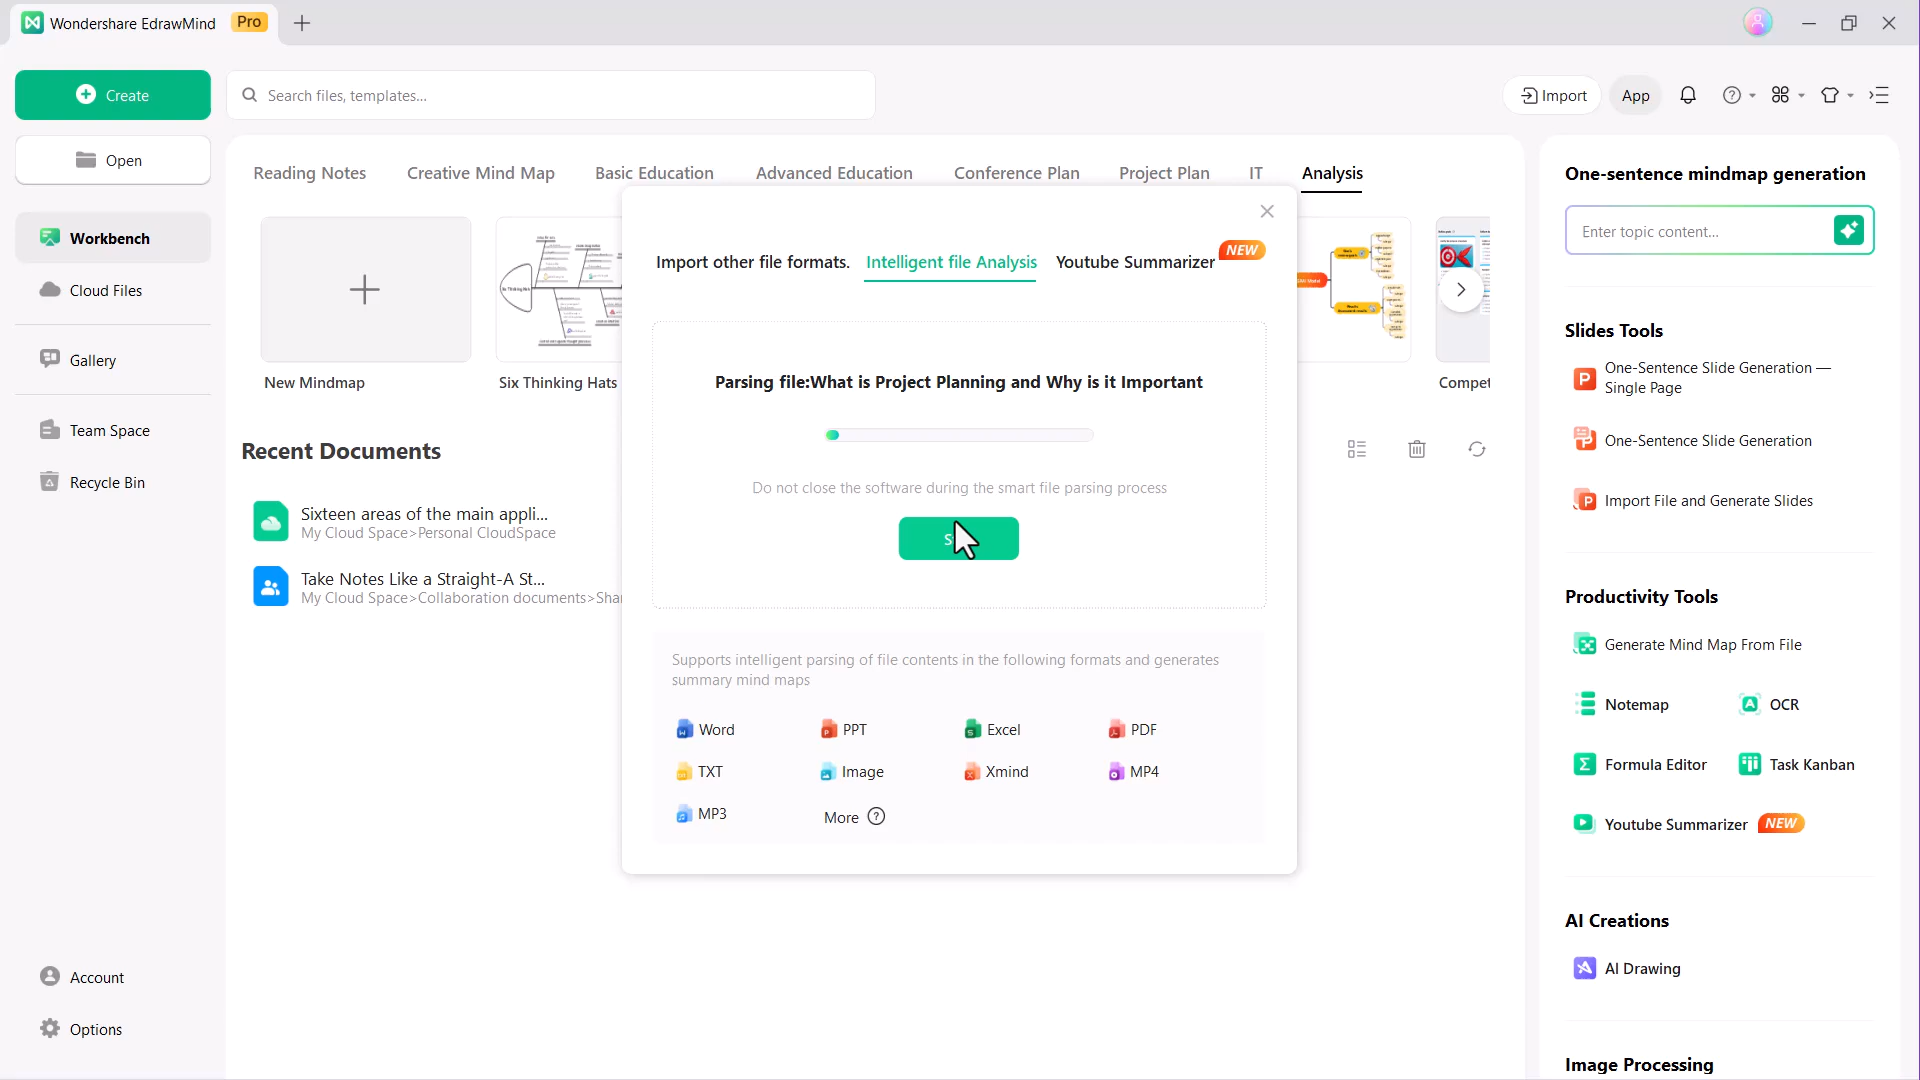 Wondershare EdrawMind Pro
Create
Search files, templates...
Import
App
Open
Workbench
Cloud Files
Gallery
Team Space
Recycle Bin
Account
Options
Reading Notes Creative Mind Map Basic Education Advanced Education Conference Plan Project Plan IT Analysis
New Mindmap
Six Thinking Hats
Compet
Recent Documents
Sixteen areas of the main appli...
My Cloud Space>Personal CloudSpace
Take Notes Like a Straight-A St...
My Cloud Space>Collaboration documents>Shar
Import other file formats. Intelligent file Analysis Youtube Summarizer NEW
Parsing file:What is Project Planning and Why is it Important
Do not close the software during the smart file parsing process
Supports intelligent parsing of file contents in the following formats and generates
summary mind maps
Word PPT Excel PDF
TXT Image Xmind MP4
MP3 More
One-sentence mindmap generation
Enter topic content...
Slides Tools
One-Sentence Slide Generation —
Single Page
One-Sentence Slide Generation
Import File and Generate Slides
Productivity Tools
Generate Mind Map From File
Notemap OCR
Formula Editor Task Kanban
Youtube Summarizer NEW
AI Creations
AI Drawing
Image Processing